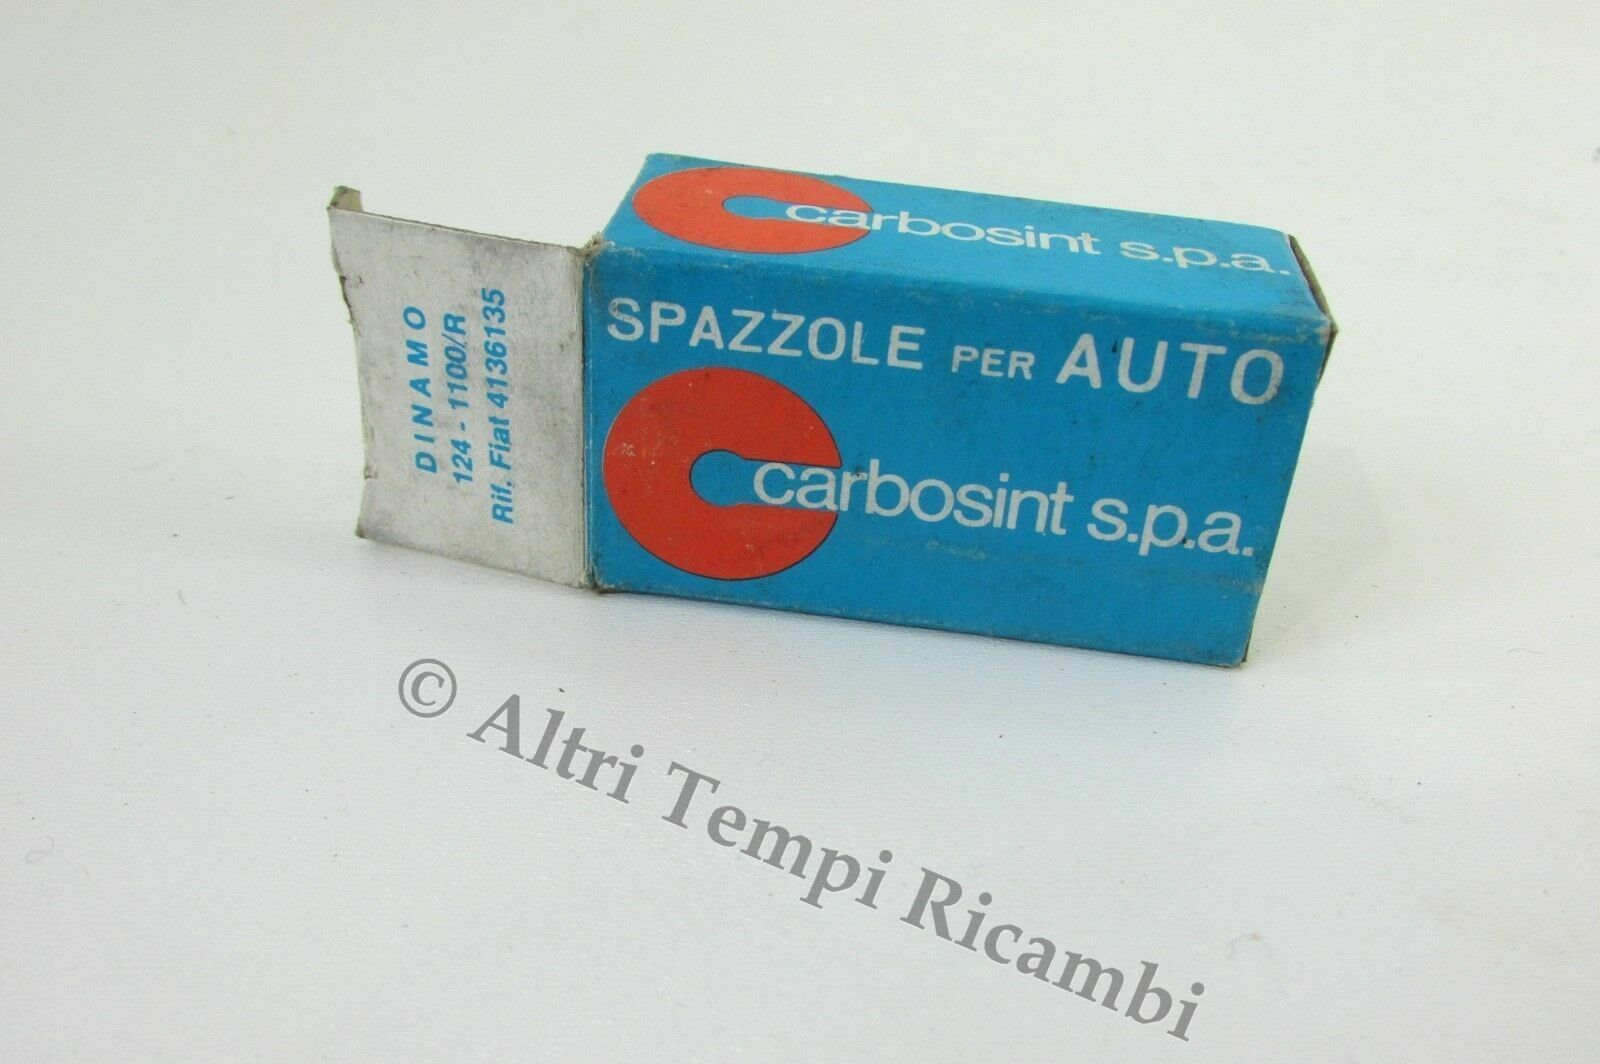 carbosint s.p.a.
SPAZZOLE PER AUTO
carbosint s.p.a.
DINAMO
124 - 1100/R
Rif. Fiat 4136135
© Altri Tempi Ricambi